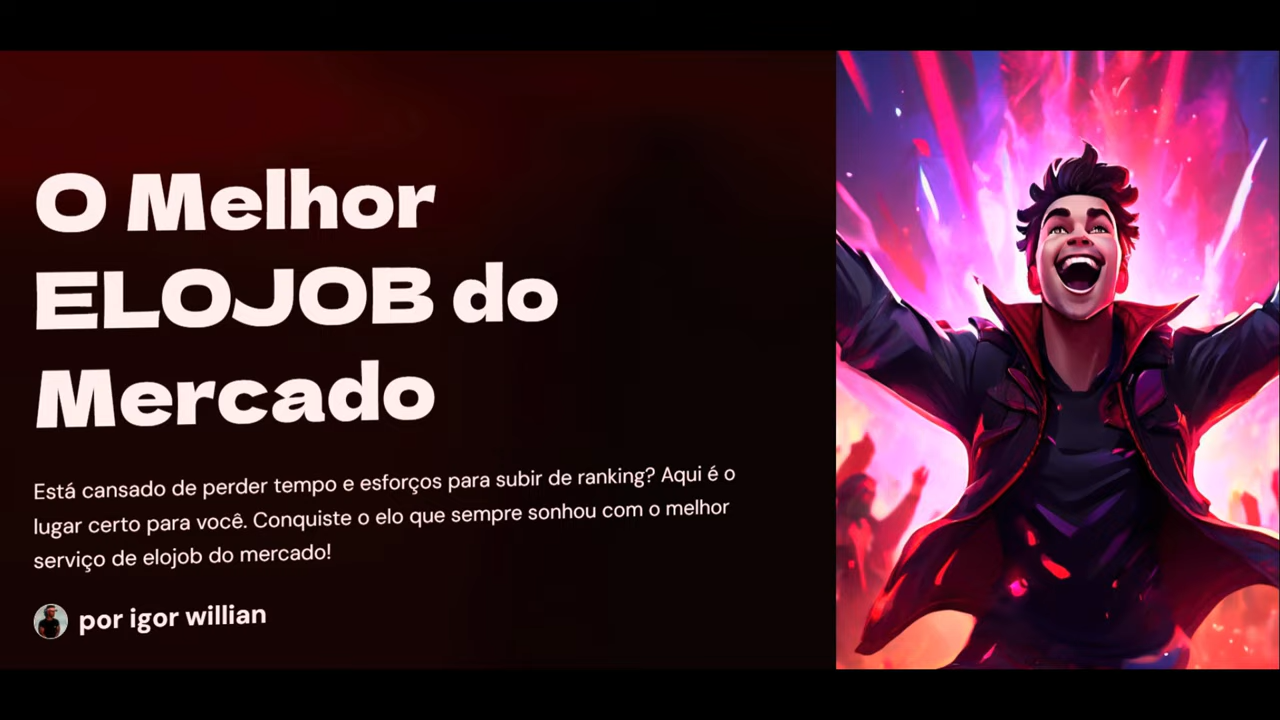 O Melhor
ELOJOB do
Mercado
Está cansado de perder tempo e esforços para subir de ranking? Aqui é o
lugar certo para você. Conquiste o elo que sempre sonhou com o melhor
serviço de elojob do mercado!
por igor willian